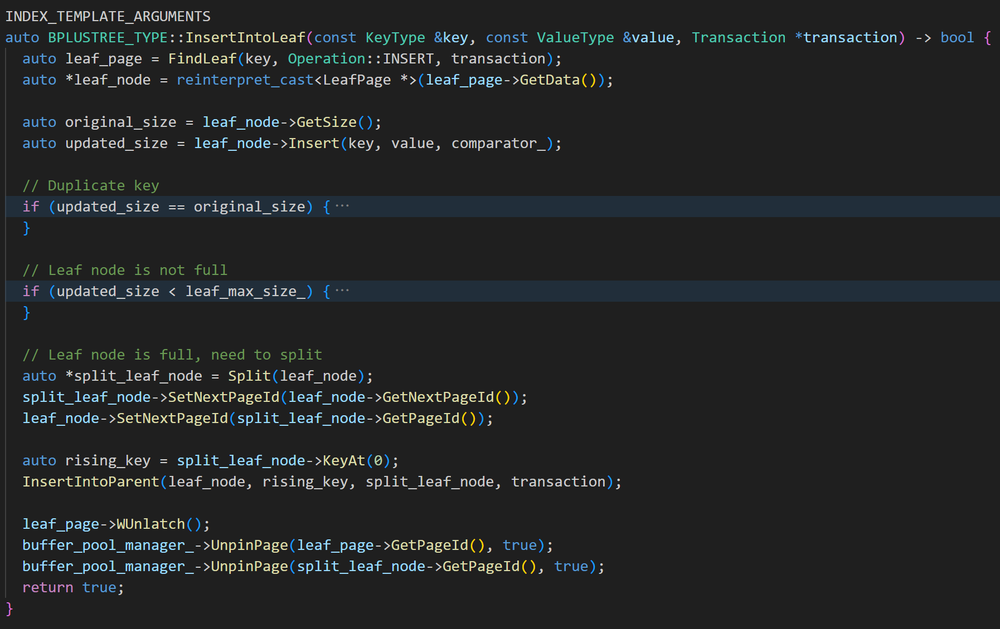 INDEX_TEMPLATE_ARGUMENTS
auto BPLUSTREE_TYPE::InsertIntoLeaf(const KeyType &key, const ValueType &value, Transaction *transaction) -> bool {
  auto leaf_page = FindLeaf(key, Operation::INSERT, transaction);
  auto *leaf_node = reinterpret_cast<LeafPage *>(leaf_page->GetData());

  auto original_size = leaf_node->GetSize();
  auto updated_size = leaf_node->Insert(key, value, comparator_);

  // Duplicate key
  if (updated_size == original_size) {···
  }

  // Leaf node is not full
  if (updated_size < leaf_max_size_) {···
  }

  // Leaf node is full, need to split
  auto *split_leaf_node = Split(leaf_node);
  split_leaf_node->SetNextPageId(leaf_node->GetNextPageId());
  leaf_node->SetNextPageId(split_leaf_node->GetPageId());

  auto rising_key = split_leaf_node->KeyAt(0);
  InsertIntoParent(leaf_node, rising_key, split_leaf_node, transaction);

  leaf_page->WUnlatch();
  buffer_pool_manager_->UnpinPage(leaf_page->GetPageId(), true);
  buffer_pool_manager_->UnpinPage(split_leaf_node->GetPageId(), true);
  return true;
}